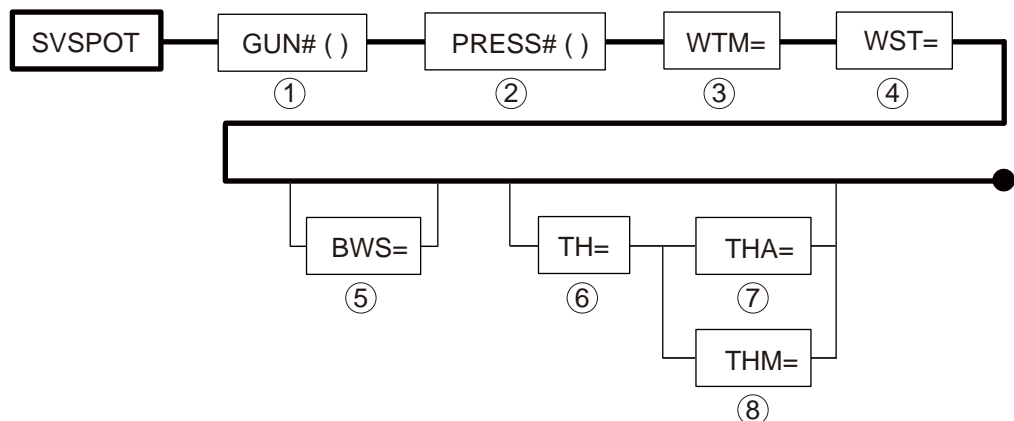 SVSPOT GUN# ( ) PRESS# ( ) WTM= WST=
① ② ③ ④
BWS= TH= THA=
⑤ ⑥ ⑦
THM=
⑧